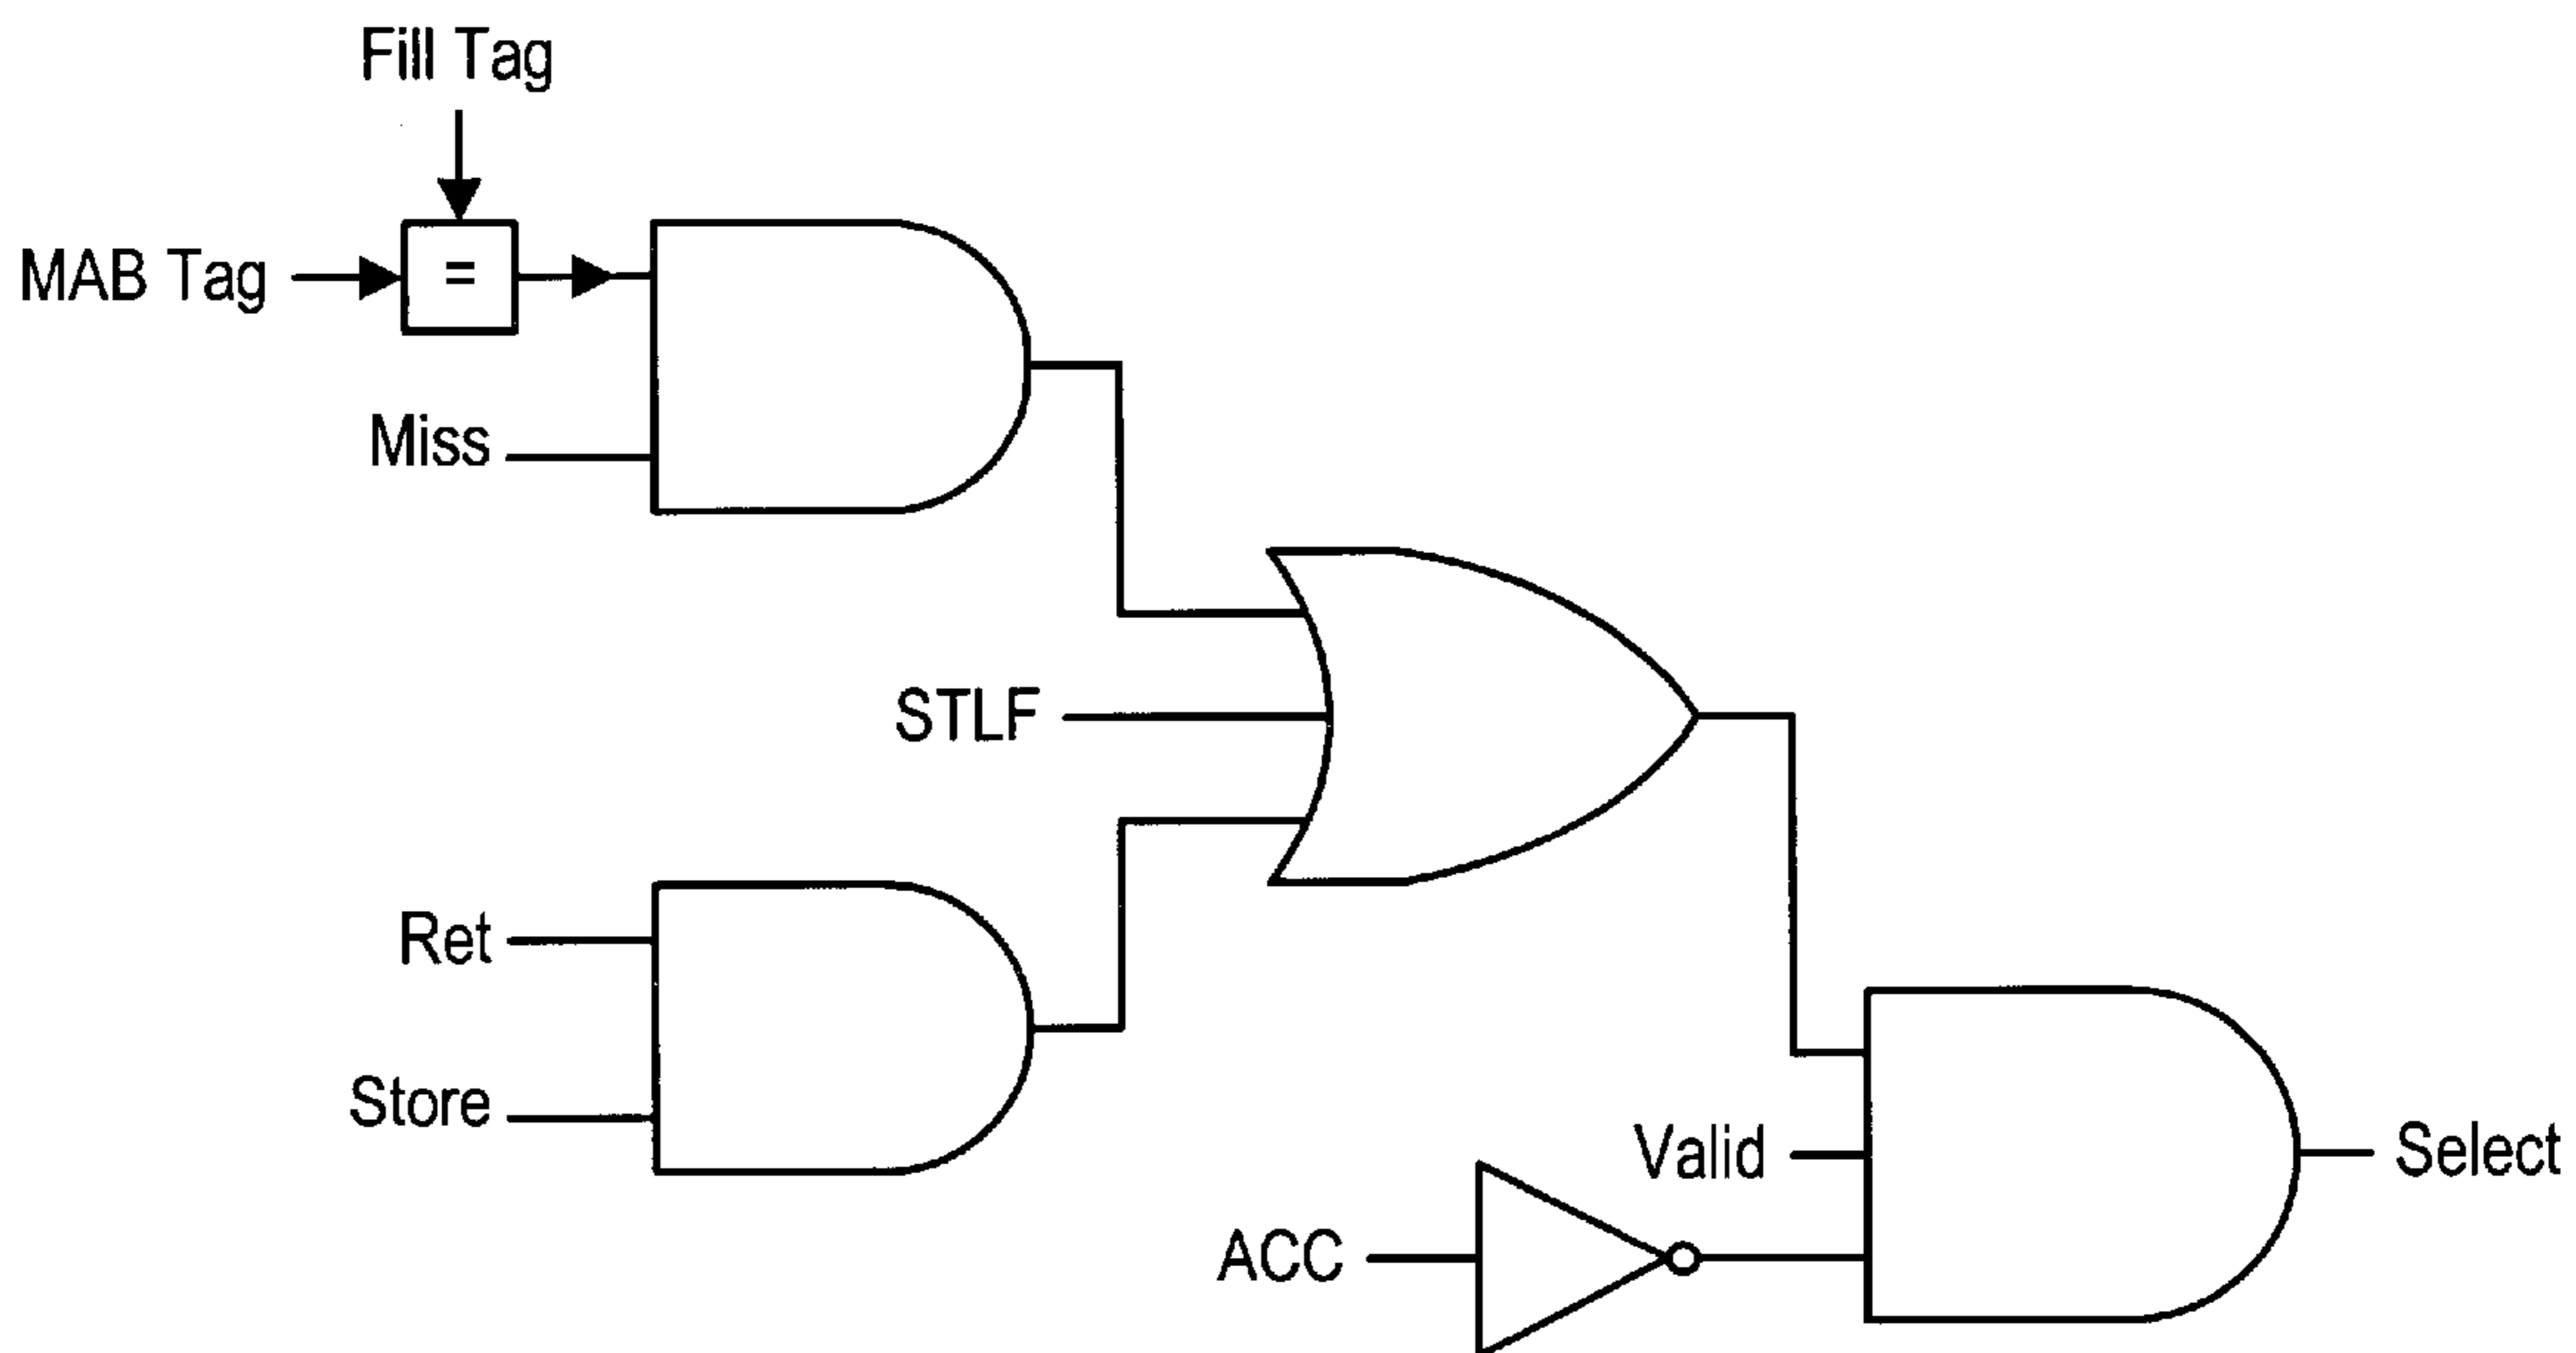 Fill Tag
MAB Tag
=
Miss
STLF
Ret
Store
Valid
Select
ACC